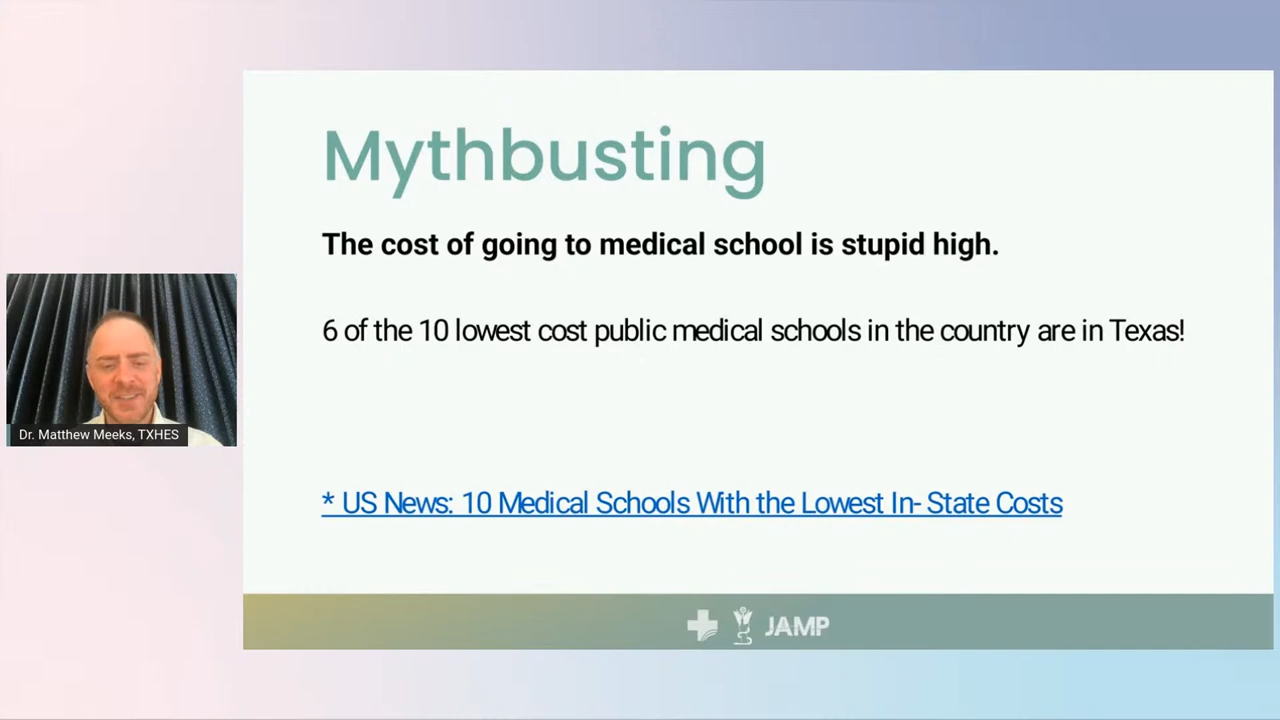 Mythbusting
The cost of going to medical school is stupid high.
6 of the 10 lowest cost public medical schools in the country are in Texas!
Dr. Matthew Meeks, TXHES
* US News: 10 Medical Schools With the Lowest In- State Costs
JAMP